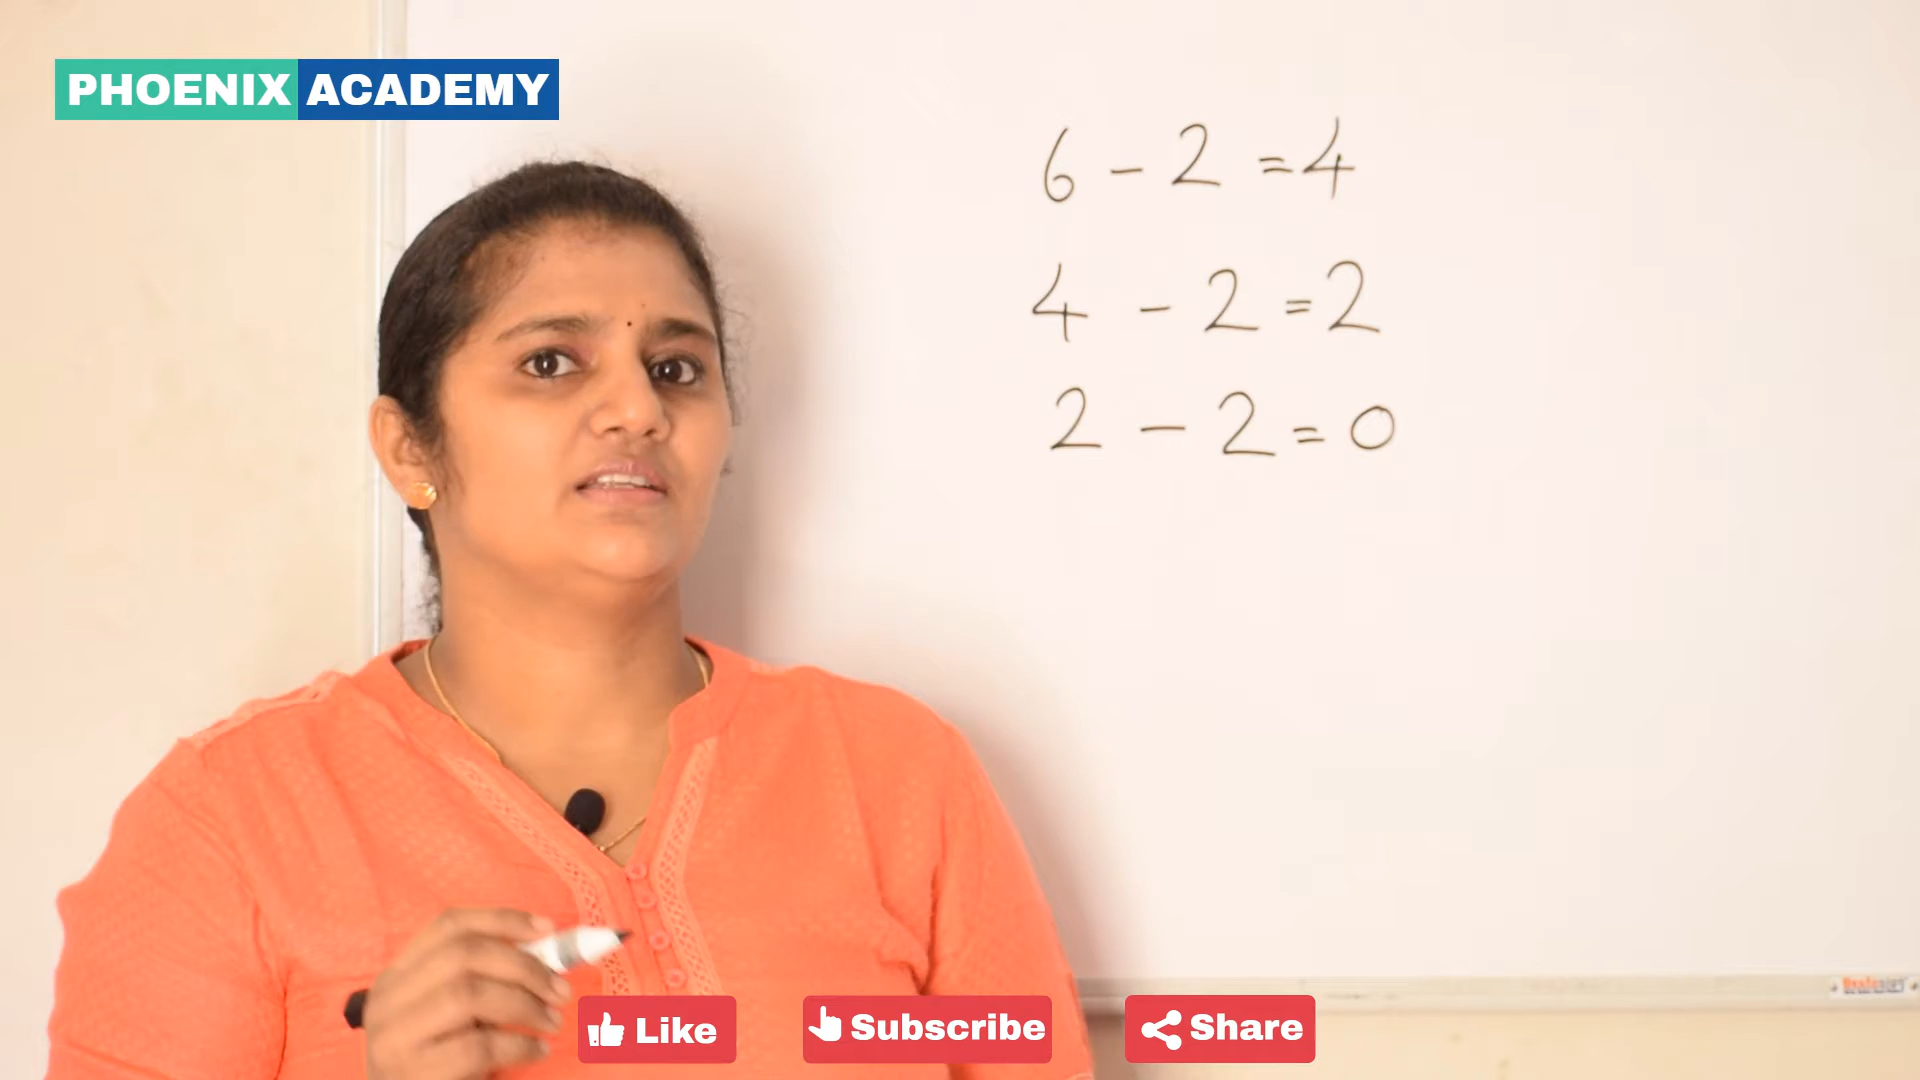 PHOENIX ACADEMY
6 - 2 = 4
4 - 2 = 2
2 - 2 = 0
Like
Subscribe
Share